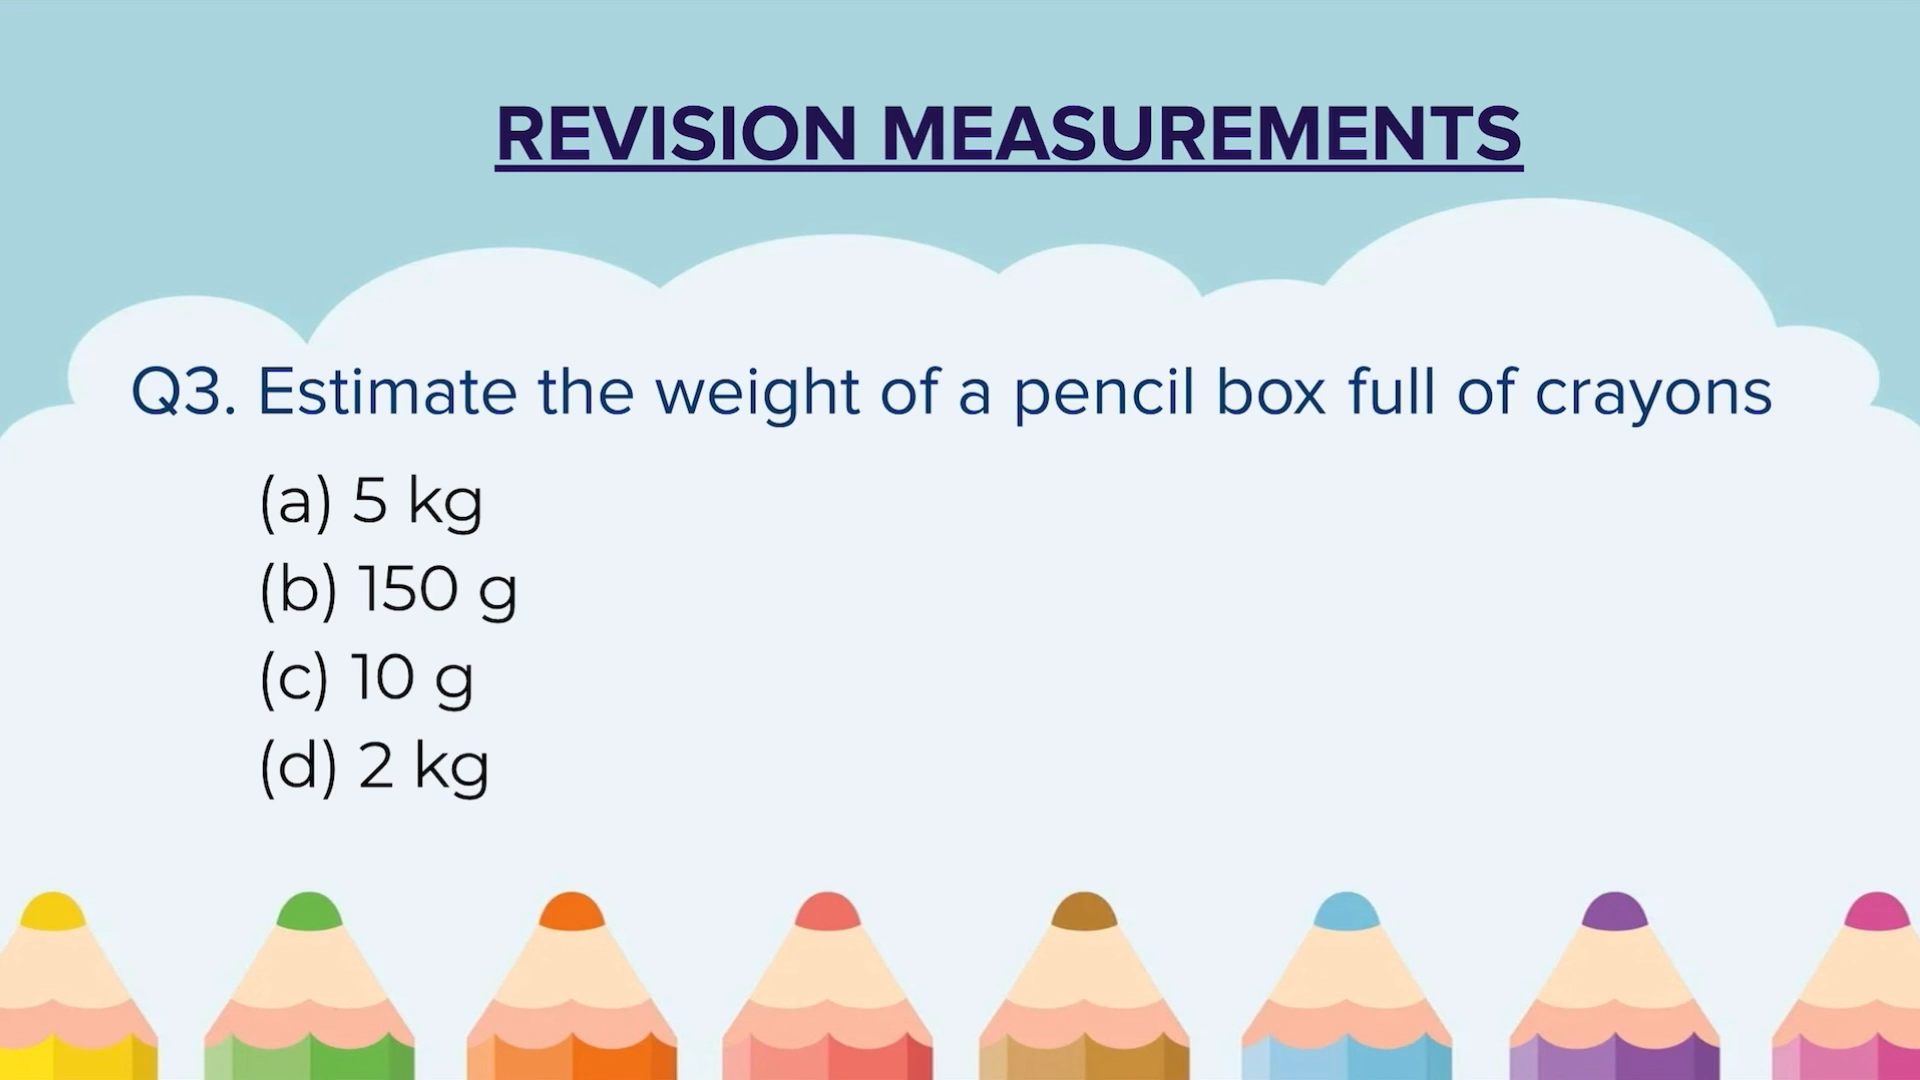 REVISION MEASUREMENTS
Q3. Estimate the weight of a pencil box full of crayons
(a) 5 kg
(b) 150 g
(c) 10 g
(d) 2 kg